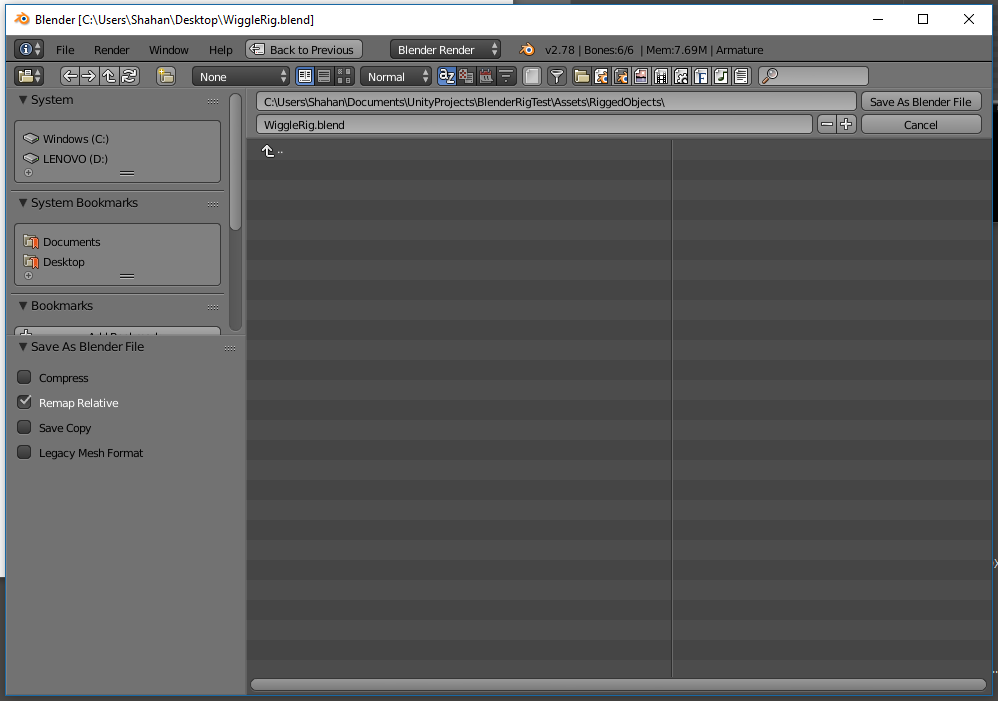 Blender [C:\Users\Shahan\Desktop\WiggleRig.blend]
File Render Window Help Back to Previous Blender Render v2.78 | Bones:6/6 | Mem:7.69M | Armature
None Normal
System
C:\Users\Shahan\Documents\UnityProjects\BlenderRigTest\Assets\RiggedObjects\ Save As Blender File
WiggleRig.blend Cancel
Windows (C:)
..
LENOVO (D:)
System Bookmarks
Documents
Desktop
Bookmarks
Save As Blender File
Compress
Remap Relative
Save Copy
Legacy Mesh Format